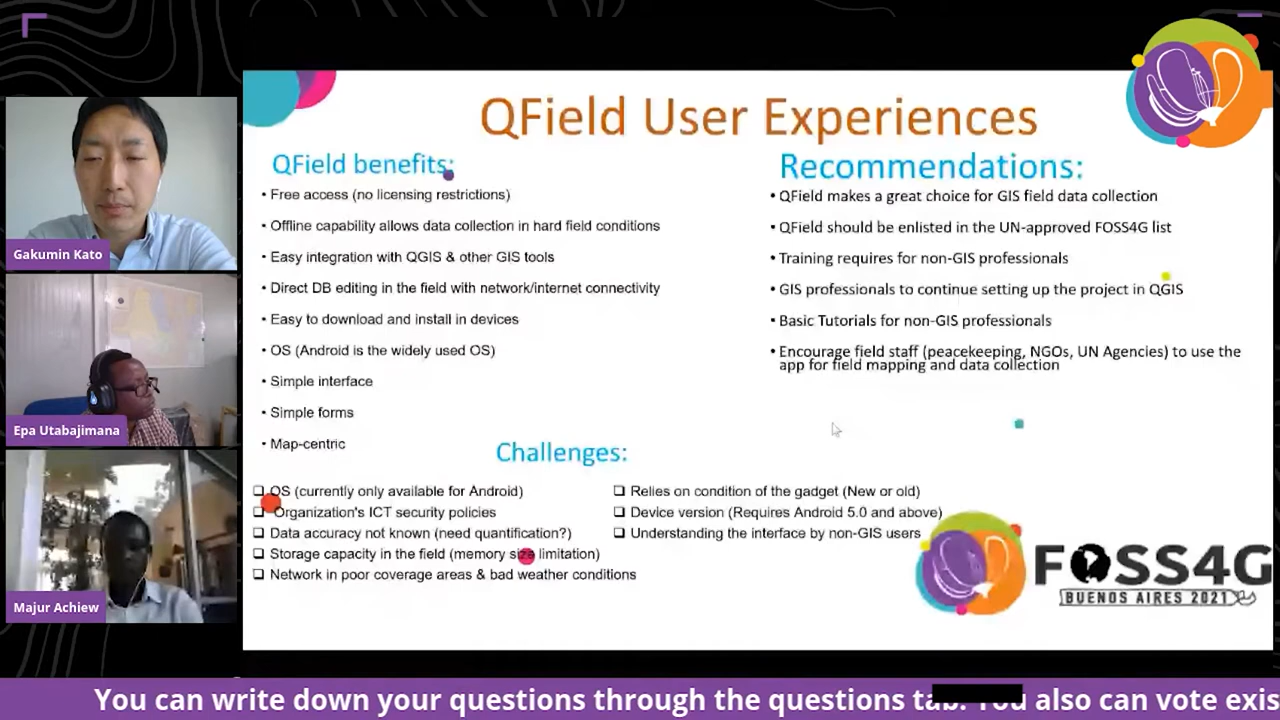 QField User Experiences
QField benefits:
• Free access (no licensing restrictions)
• Offline capability allows data collection in hard field conditions
• Easy integration with QGIS & other GIS tools
• Direct DB editing in the field with network/internet connectivity
• Easy to download and install in devices
• OS (Android is the widely used OS)
• Simple interface
• Simple forms
• Map-centric
Recommendations:
• QField makes a great choice for GIS field data collection
• QField should be enlisted in the UN-approved FOSS4G list
• Training requires for non-GIS professionals
• GIS professionals to continue setting up the project in QGIS
• Basic Tutorials for non-GIS professionals
• Encourage field staff (peacekeeping, NGOs, UN Agencies) to use the
app for field mapping and data collection
Challenges:
❑ OS (currently only available for Android)
❑ Organization's ICT security policies
❑ Data accuracy not known (need quantification?)
❑ Storage capacity in the field (memory size limitation)
❑ Network in poor coverage areas & bad weather conditions
❑ Relies on condition of the gadget (New or old)
❑ Device version (Requires Android 5.0 and above)
❑ Understanding the interface by non-GIS users
FOSS4G
BUENOS AIRES 2021
Gakumin Kato
Epa Utabajimana
Majur Achiew
You can write down your questions through the questions also can vote exis